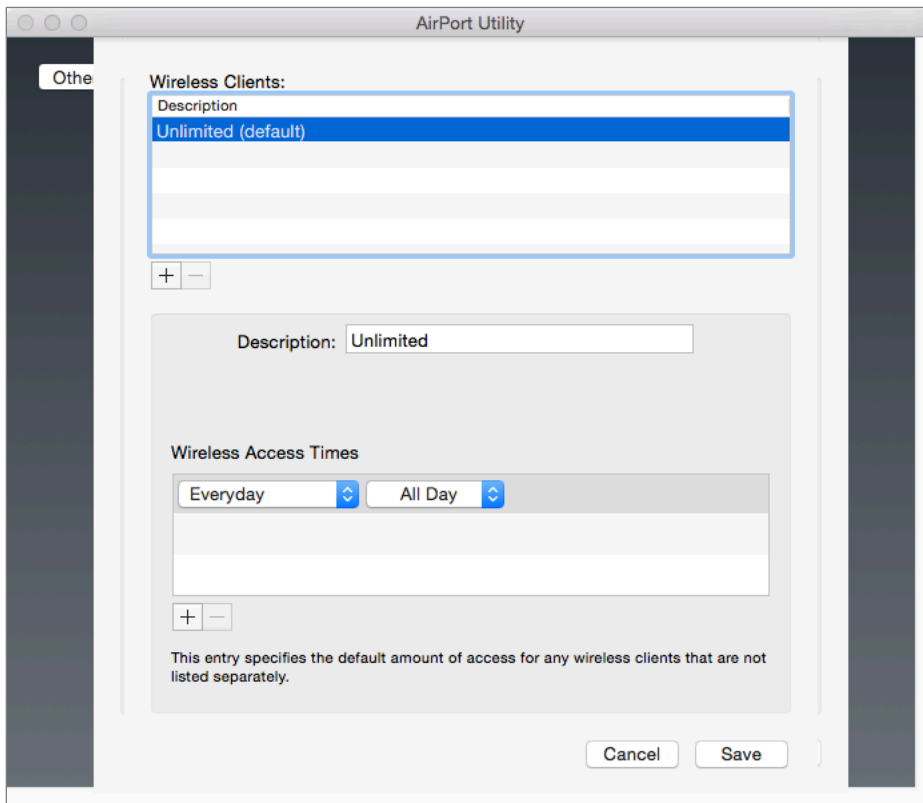 AirPort Utility
Othe
Wireless Clients:
Description
Unlimited (default)
+ −
Description: Unlimited
Wireless Access Times
Everyday All Day
+ −
This entry specifies the default amount of access for any wireless clients that are not
listed separately.
Cancel Save